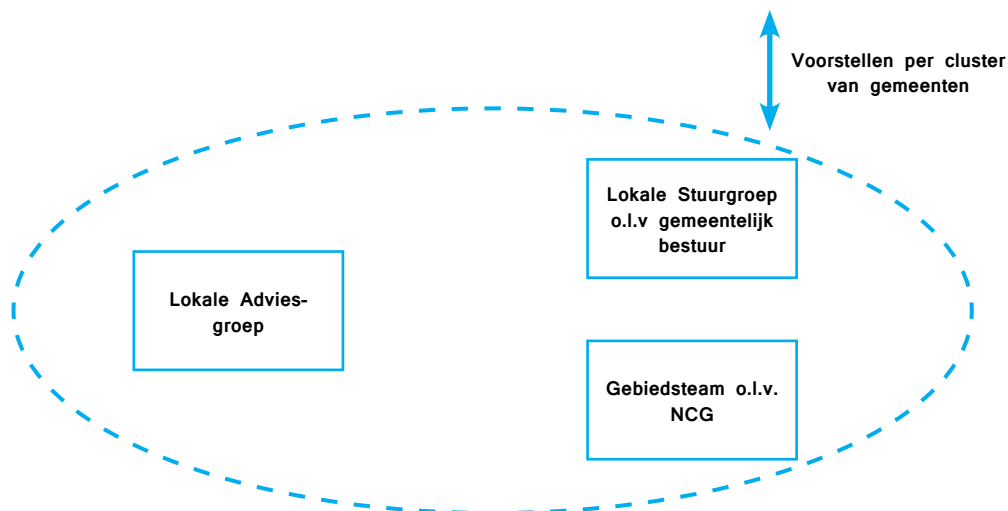 Voorstellen per cluster
van gemeenten
Lokale Stuurgroep
o.l.v gemeentelijk
bestuur
Lokale Advies-
groep
Gebiedsteam o.l.v.
NCG